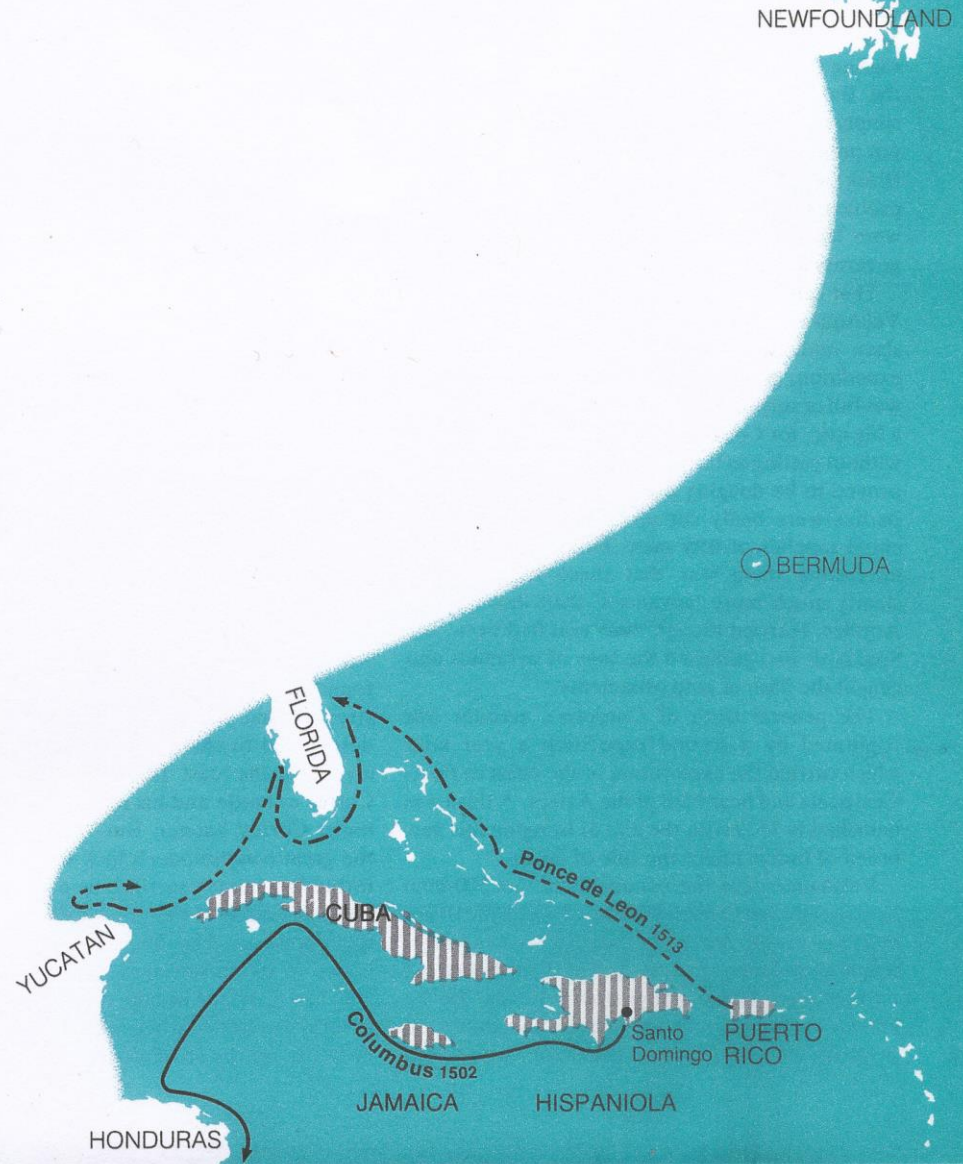 NEWFOUNDLAND
BERMUDA
FLORIDA
Ponce de Leon 1513
CUBA
YUCATAN
Santo
Domingo
PUERTO
RICO
Columbus 1502
JAMAICA
HISPANIOLA
HONDURAS